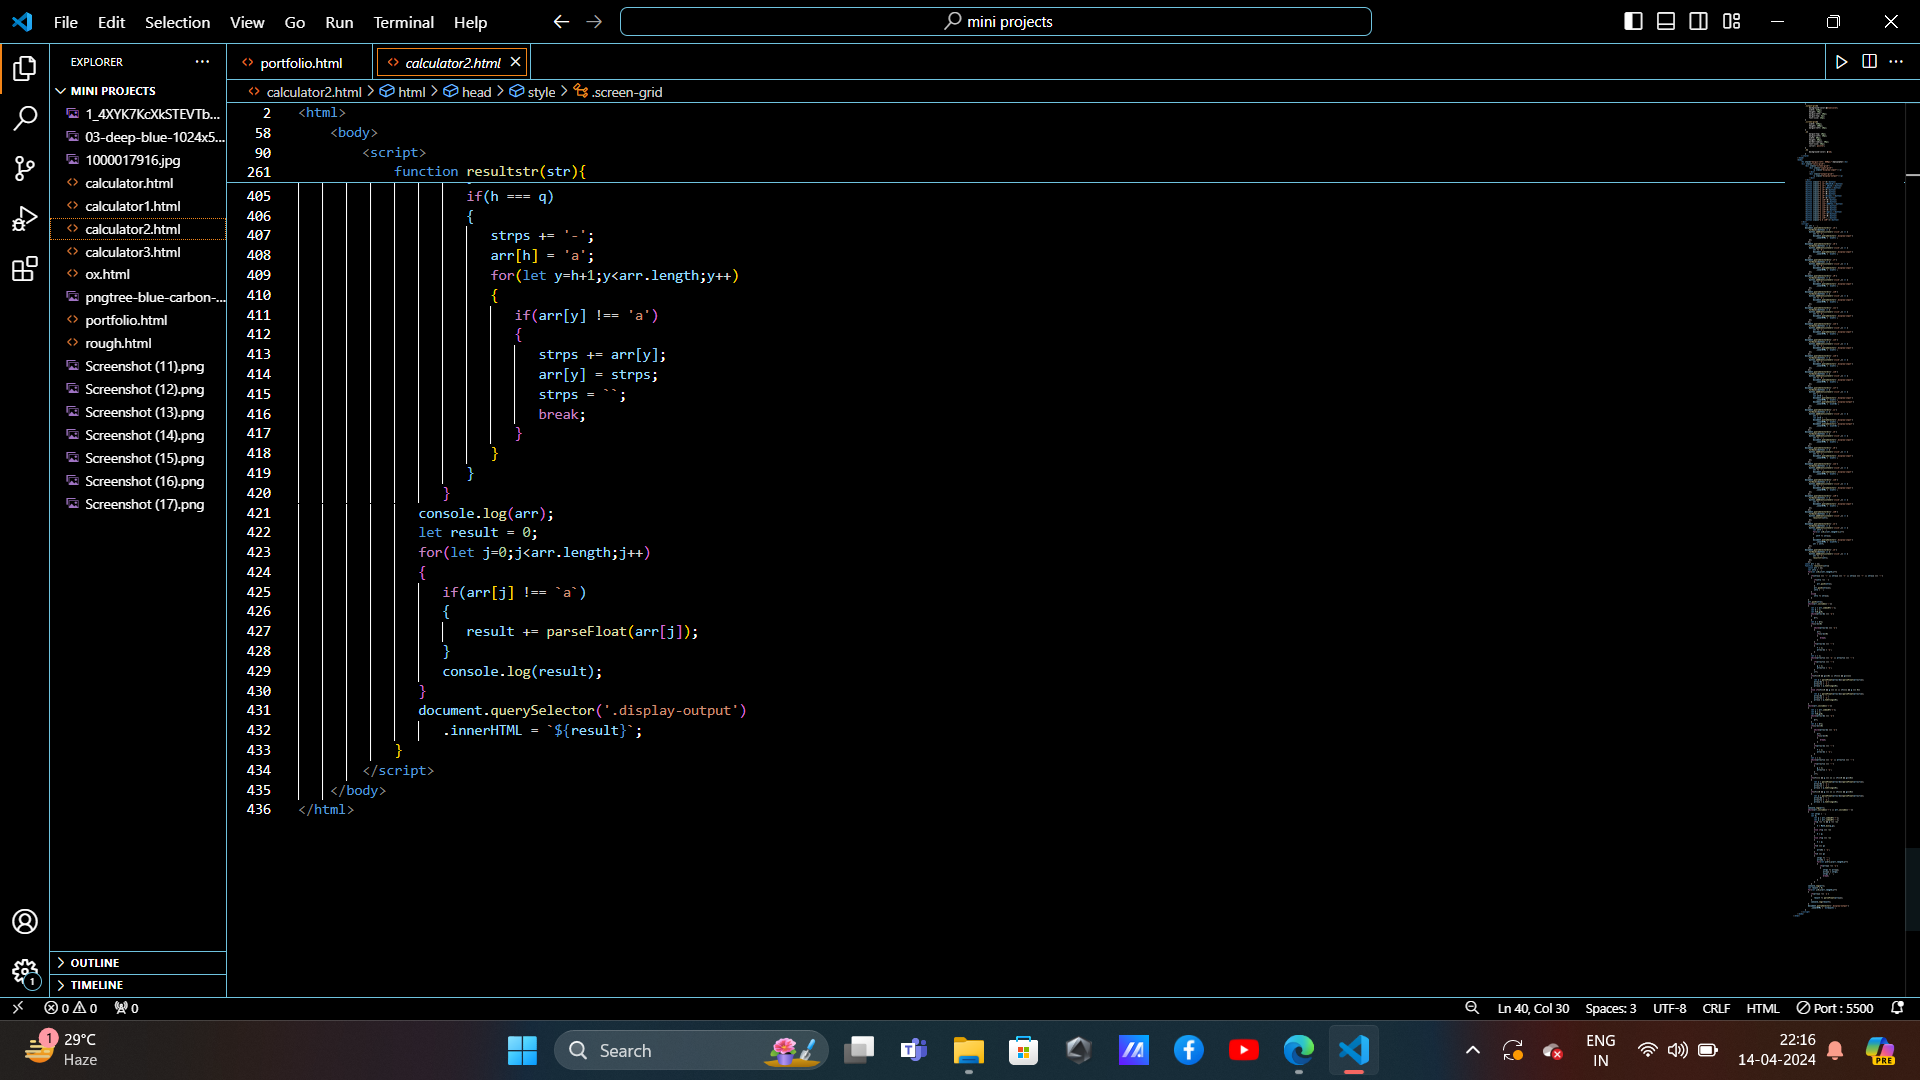 File Edit Selection View Go Run Terminal Help
mini projects
EXPLORER
portfolio.html
calculator2.html
MINI PROJECTS
1_4XYK7KcXkSTEVTb...
03-deep-blue-1024x5...
1000017916.jpg
calculator.html
calculator1.html
calculator2.html
calculator3.html
ox.html
pngtree-blue-carbon-...
portfolio.html
rough.html
Screenshot (11).png
Screenshot (12).png
Screenshot (13).png
Screenshot (14).png
Screenshot (15).png
Screenshot (16).png
Screenshot (17).png
OUTLINE
TIMELINE
calculator2.html > html > head > style > .screen-grid
2 <html>
58 <body>
90 <script>
261 function resultstr(str){
405 if(h === q)
406 {
407 strps += '-';
408 arr[h] = 'a';
409 for(let y=h+1;y<arr.length;y++)
410 {
411 if(arr[y] !== 'a')
412 {
413 strps += arr[y];
414 arr[y] = strps;
415 strps = ``;
416 break;
417 }
418 }
419 }
420 }
421 console.log(arr);
422 let result = 0;
423 for(let j=0;j<arr.length;j++)
424 {
425 if(arr[j] !== `a`)
426 {
427 result += parseFloat(arr[j]);
428 }
429 console.log(result);
430 }
431 document.querySelector('.display-output')
432 .innerHTML = `${result}`;
433 }
434 </script>
435 </body>
436 </html>
1
0 0 0
Ln 40, Col 30 Spaces: 3 UTF-8 CRLF HTML Port : 5500
1
29°C
Haze
Search
ENG
IN
22:16
14-04-2024
PRE